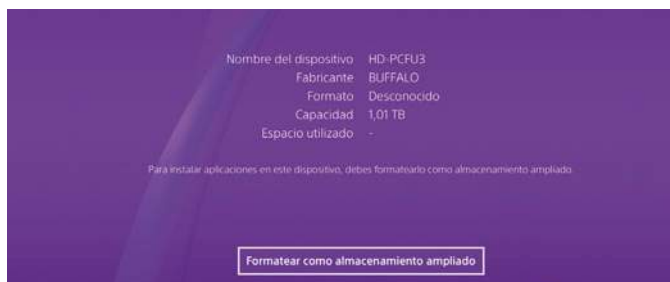 Nombre del dispositivo HD-PCFU3
Fabricante BUFFALO
Formato Desconocido
Capacidad 1,01 TB
Espacio utilizado -
Para instalar aplicaciones en este dispositivo, debes formatearlo como almacenamiento ampliado.
Formatear como almacenamiento ampliado